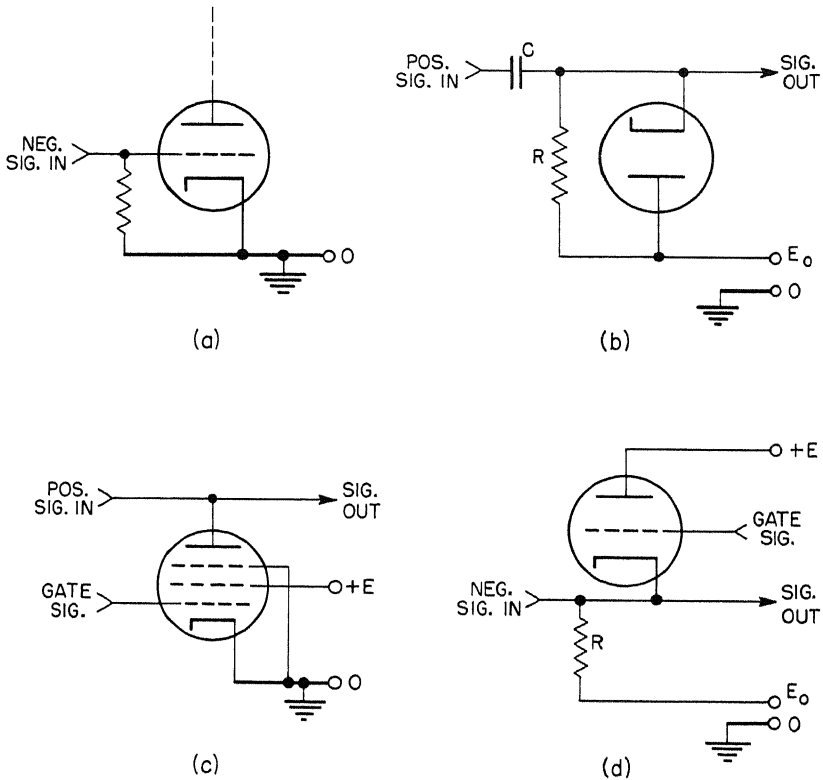 NEG.
SIG. IN
O
(a)
POS.
SIG. IN
C
SIG.
OUT
R
E₀
O
(b)
POS.
SIG. IN
SIG.
OUT
GATE
SIG.
+E
O
(c)
+E
GATE
SIG.
NEG.
SIG. IN
SIG.
OUT
R
E₀
O
(d)